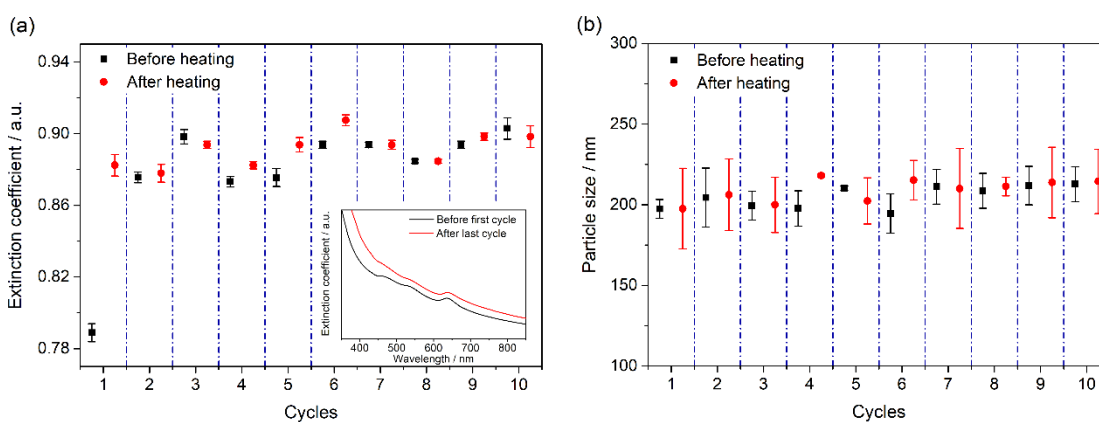 (a)
Before heating
After heating
Extinction coefficient / a.u.
0.94
0.90
0.86
0.82
0.78
1 2 3 4 5 6 7 8 9 10
Cycles
Before first cycle
After last cycle
Extinction coefficient / a.u.
400 500 600 700 800
Wavelength / nm
(b)
Before heating
After heating
Particle size / nm
300
250
200
150
100
1 2 3 4 5 6 7 8 9 10
Cycles